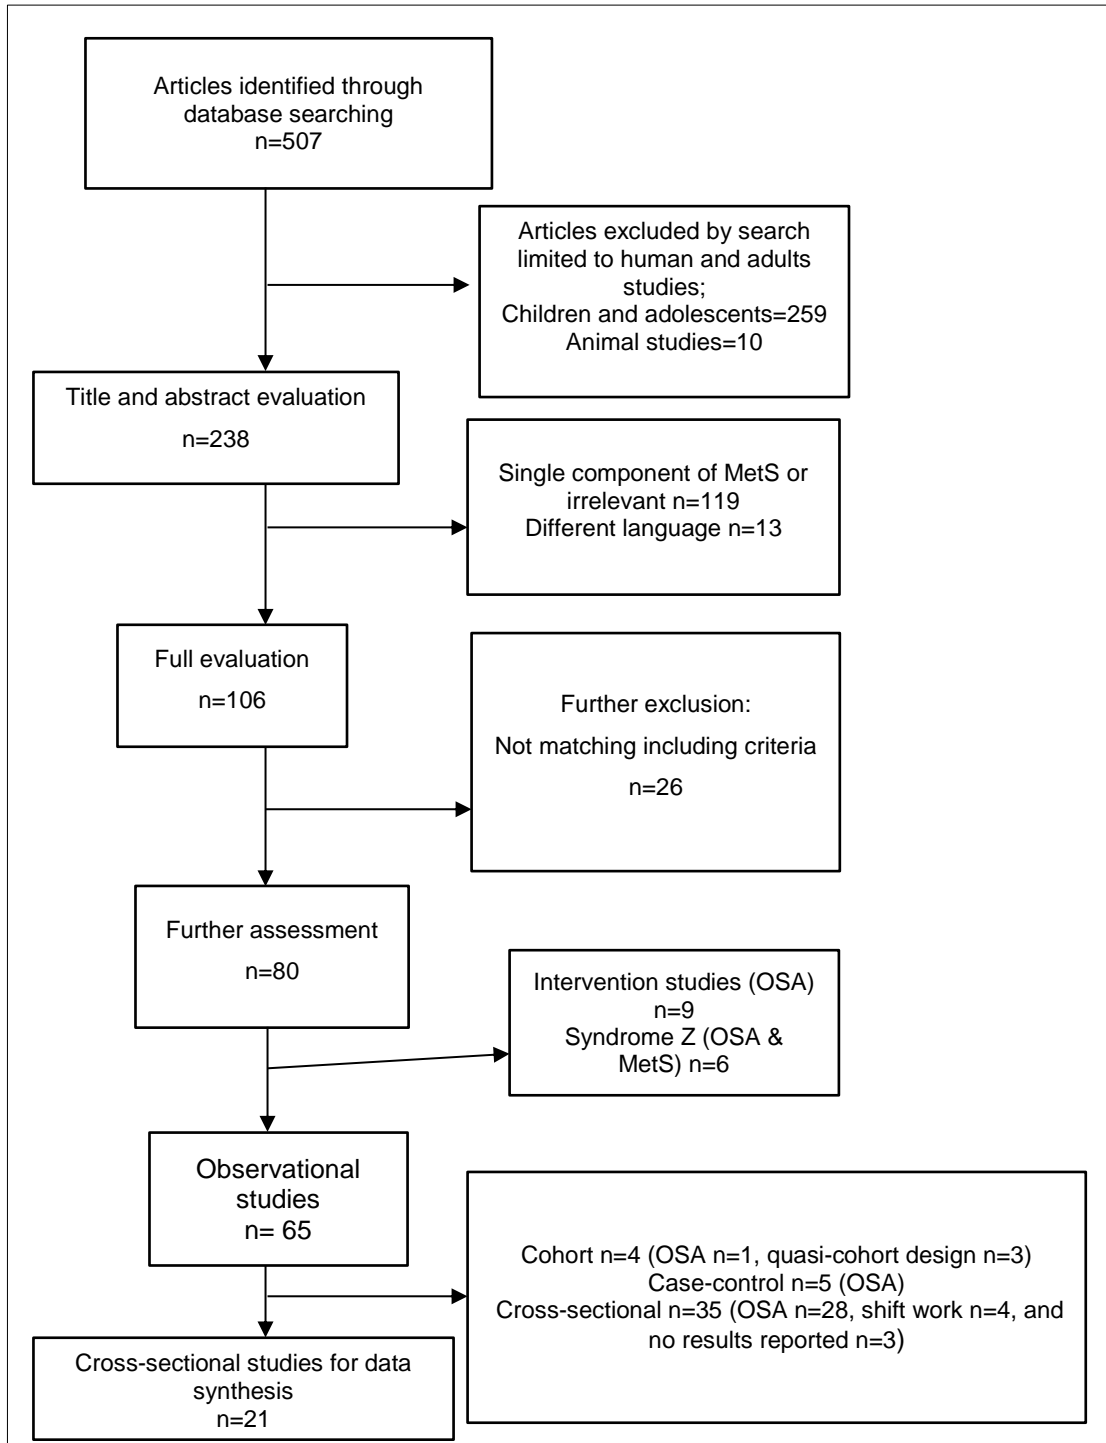 Articles identified through
database searching
n=507
Articles excluded by search
limited to human and adults
studies;
Children and adolescents=259
Animal studies=10
Title and abstract evaluation
n=238
Single component of MetS or
irrelevant n=119
Different language n=13
Full evaluation
n=106
Further exclusion:
Not matching including criteria
n=26
Further assessment
n=80
Intervention studies (OSA)
n=9
Syndrome Z (OSA &
MetS) n=6
Observational
studies
n= 65
Cohort n=4 (OSA n=1, quasi-cohort design n=3)
Case-control n=5 (OSA)
Cross-sectional n=35 (OSA n=28, shift work n=4, and
no results reported n=3)
Cross-sectional studies for data
synthesis
n=21